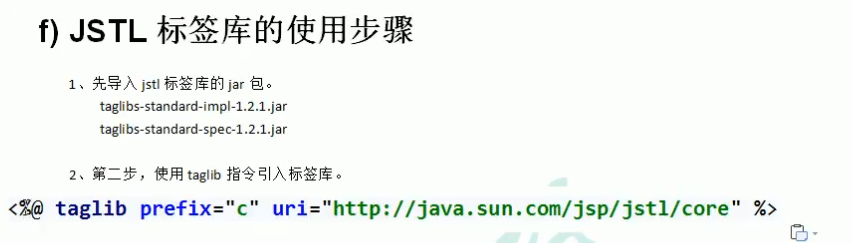 f) JSTL 标签库的使用步骤
1、先导入 jstl 标签库的 jar 包。
taglibs-standard-impl-1.2.1.jar
taglibs-standard-spec-1.2.1.jar
2、第二步，使用 taglib 指令引入标签库。
<%@ taglib prefix="c" uri="http://java.sun.com/jsp/jstl/core" %>